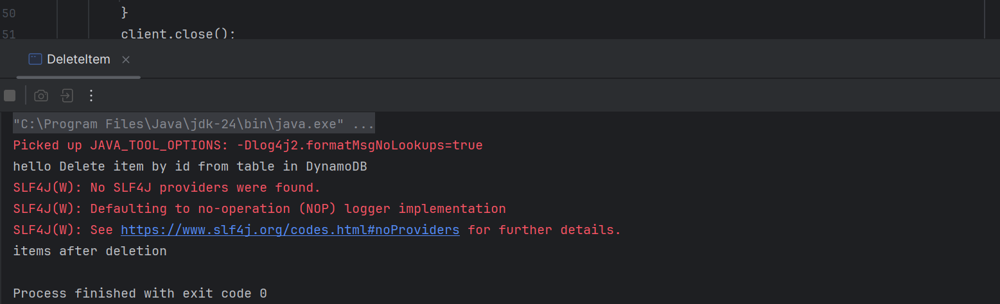 50 }
51 client.close();
DeleteItem
"C:\Program Files\Java\jdk-24\bin\java.exe" ...
Picked up JAVA_TOOL_OPTIONS: -Dlog4j2.formatMsgNoLookups=true
hello Delete item by id from table in DynamoDB
SLF4J(W): No SLF4J providers were found.
SLF4J(W): Defaulting to no-operation (NOP) logger implementation
SLF4J(W): See https://www.slf4j.org/codes.html#noProviders for further details.
items after deletion
Process finished with exit code 0